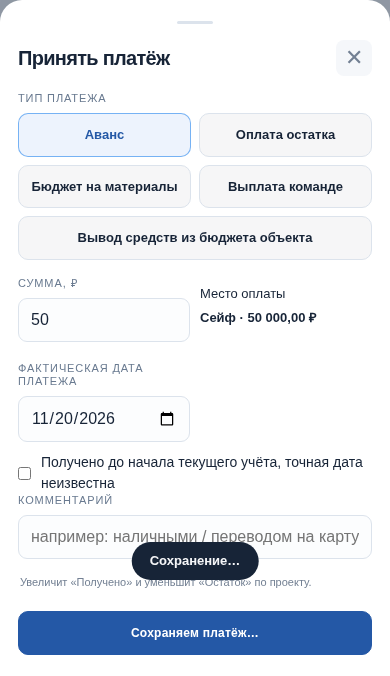 Принять платёж
ТИП ПЛАТЕЖА
Аванс
Оплата остатка
Бюджет на материалы
Выплата команде
Вывод средств из бюджета объекта
СУММА, ₽
Место оплаты
50
Сейф · 50 000,00 ₽
ФАКТИЧЕСКАЯ ДАТА
ПЛАТЕЖА
11/20/2026
Получено до начала текущего учёта, точная дата
неизвестна
КОММЕНТАРИЙ
например: наличными / переводом на карту
Сохранение…
Увеличит «Получено» и уменьшит «Остаток» по проекту.
Сохраняем платёж…